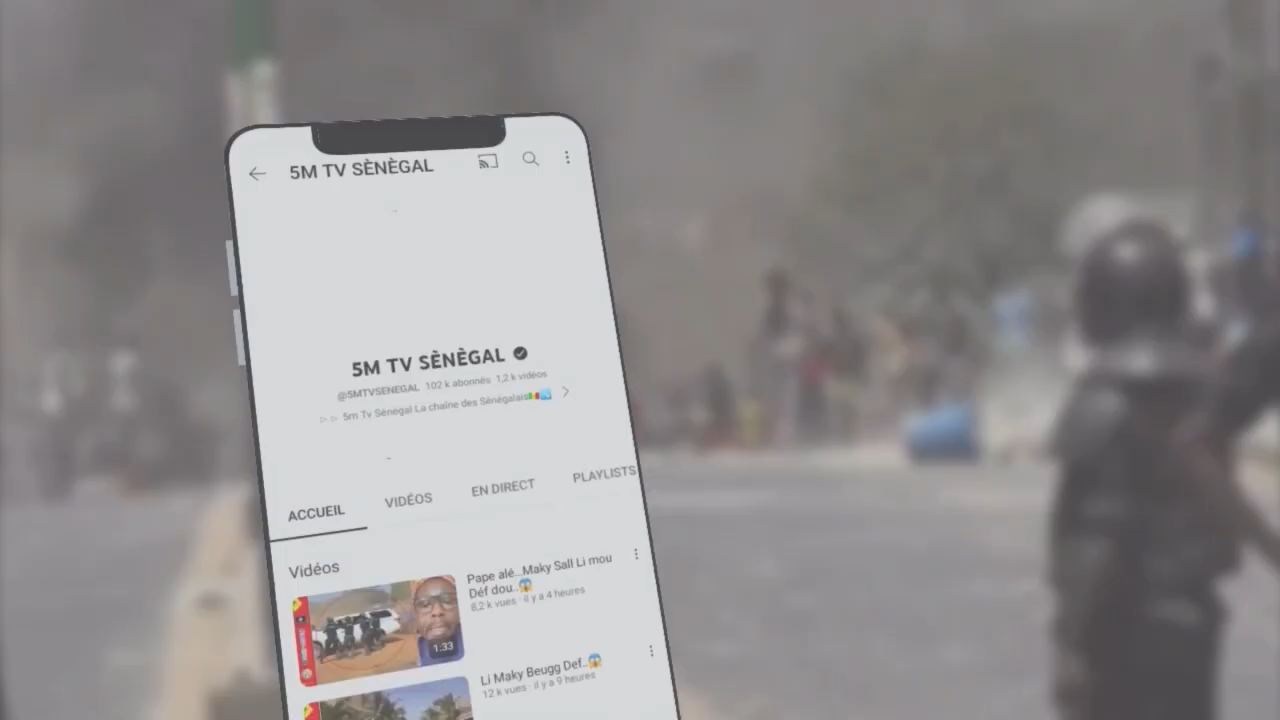 5M TV SÈNÈGAL
5M TV SÈNÈGAL
@5MTVSENEGAL 102 k abonnés 1,2 k vidéos
5m Tv Sénegal La chaîne des Sénégalais
ACCUEIL VIDÉOS EN DIRECT PLAYLISTS
Vidéos
Pape alé...Maky Sall Li mou
Déf dou..😱
8,2 k vues · il y a 4 heures
1:33
Li Maky Beugg Def..😱
12 k vues · il y a 9 heures